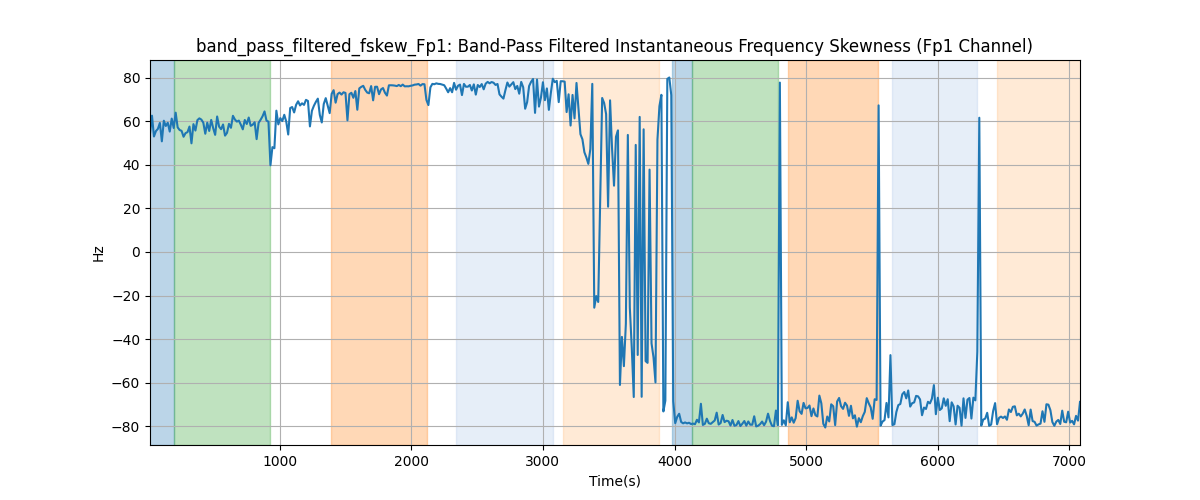 band_pass_filtered_fskew_Fp1: Band-Pass Filtered Instantaneous Frequency Skewness (Fp1 Channel)
80
60
40
20
0
−20
−40
−60
−80
Hz
1000 2000 3000 4000 5000 6000 7000
Time(s)